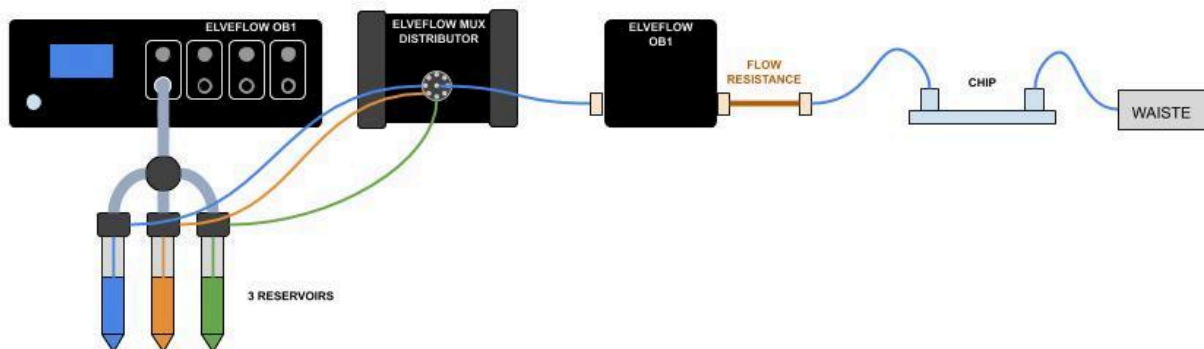 ELVEFLOW OB1
ELVEFLOW MUX
DISTRIBUTOR
ELVEFLOW
OB1
FLOW
RESISTANCE
CHIP
WAISTE
3 RESERVOIRS